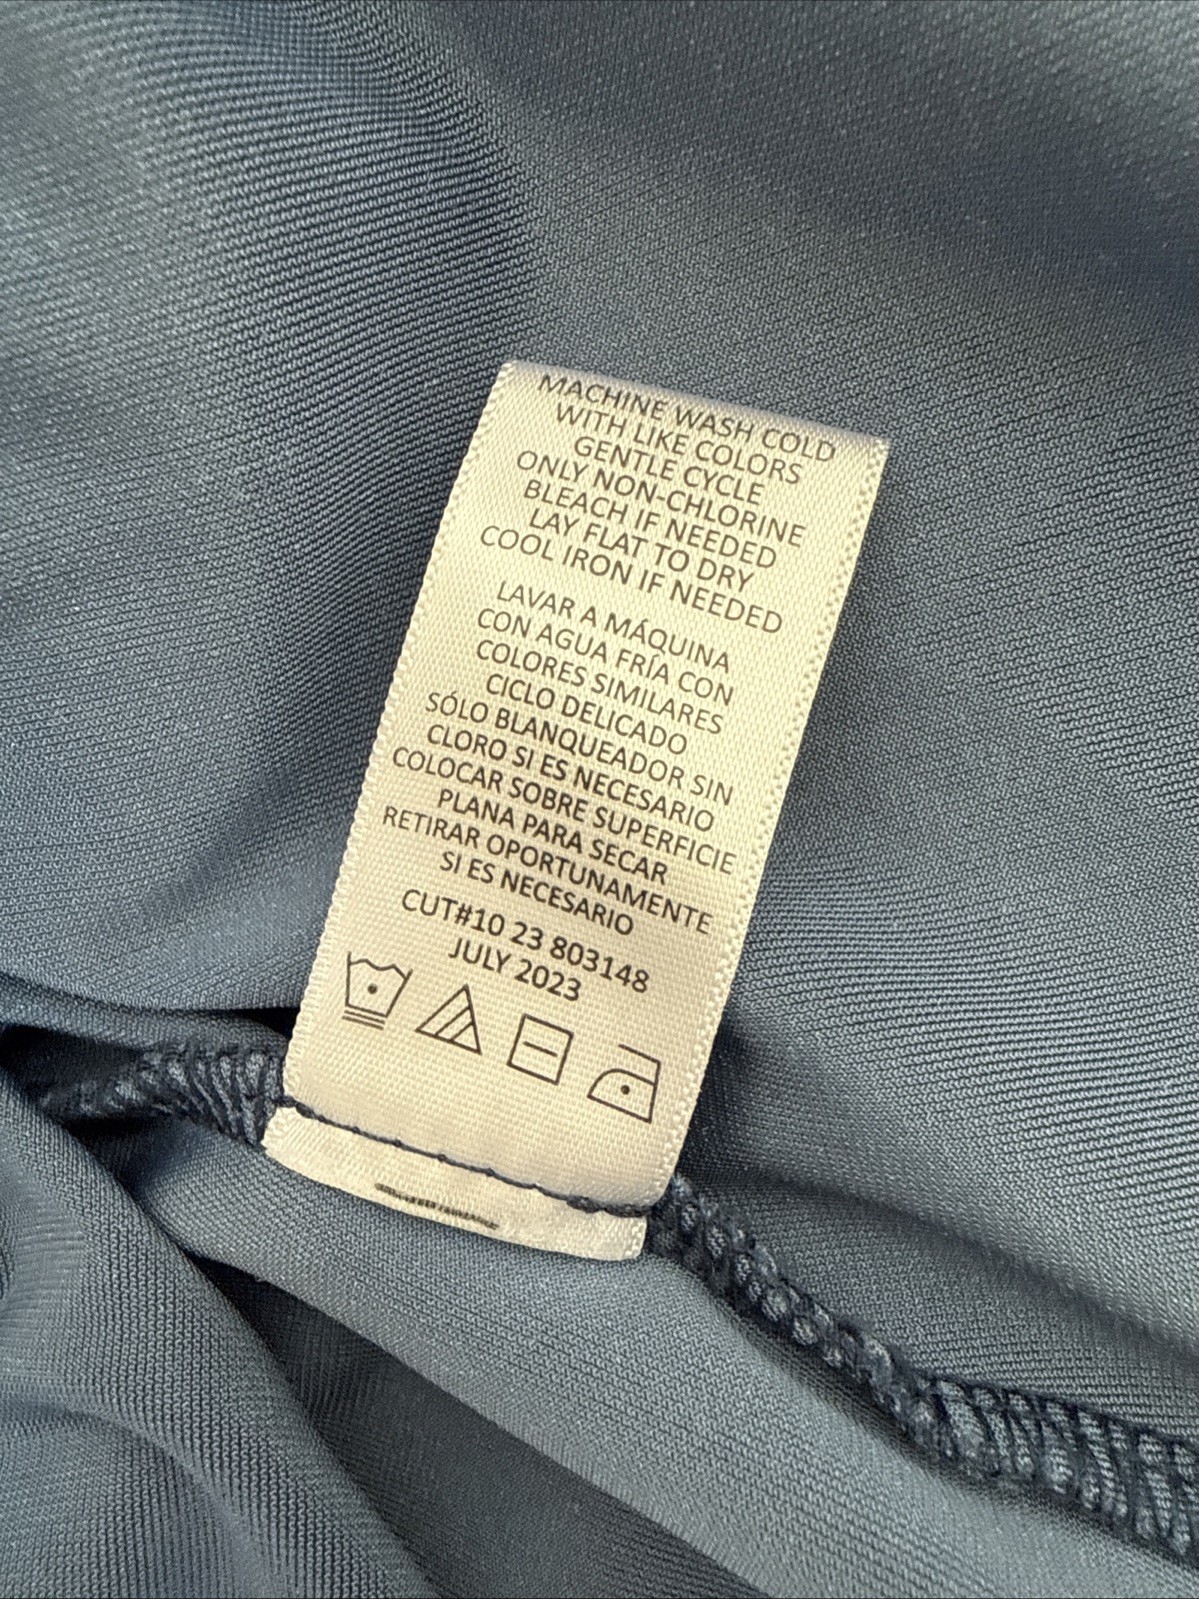 MACHINE WASH COLD
WITH LIKE COLORS
GENTLE CYCLE
ONLY NON-CHLORINE
BLEACH IF NEEDED
LAY FLAT TO DRY
COOL IRON IF NEEDED
LAVAR A MÁQUINA
CON AGUA FRÍA CON
COLORES SIMILARES
CICLO DELICADO
SÓLO BLANQUEADOR SIN
CLORO SI ES NECESARIO
COLOCAR SOBRE SUPERFICIE
PLANA PARA SECAR
RETIRAR OPORTUNAMENTE
SI ES NECESARIO
CUT#10 23 803148
JULY 2023